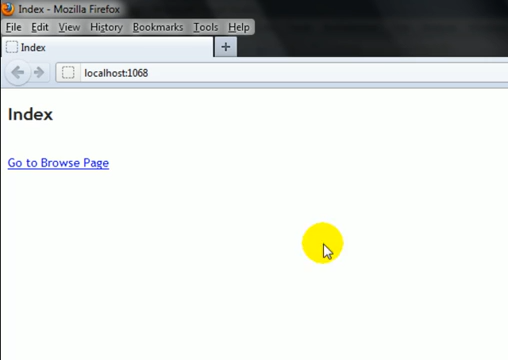 Index - Mozilla Firefox
File Edit View History Bookmarks Tools Help
Index
localhost:1068
Index
Go to Browse Page